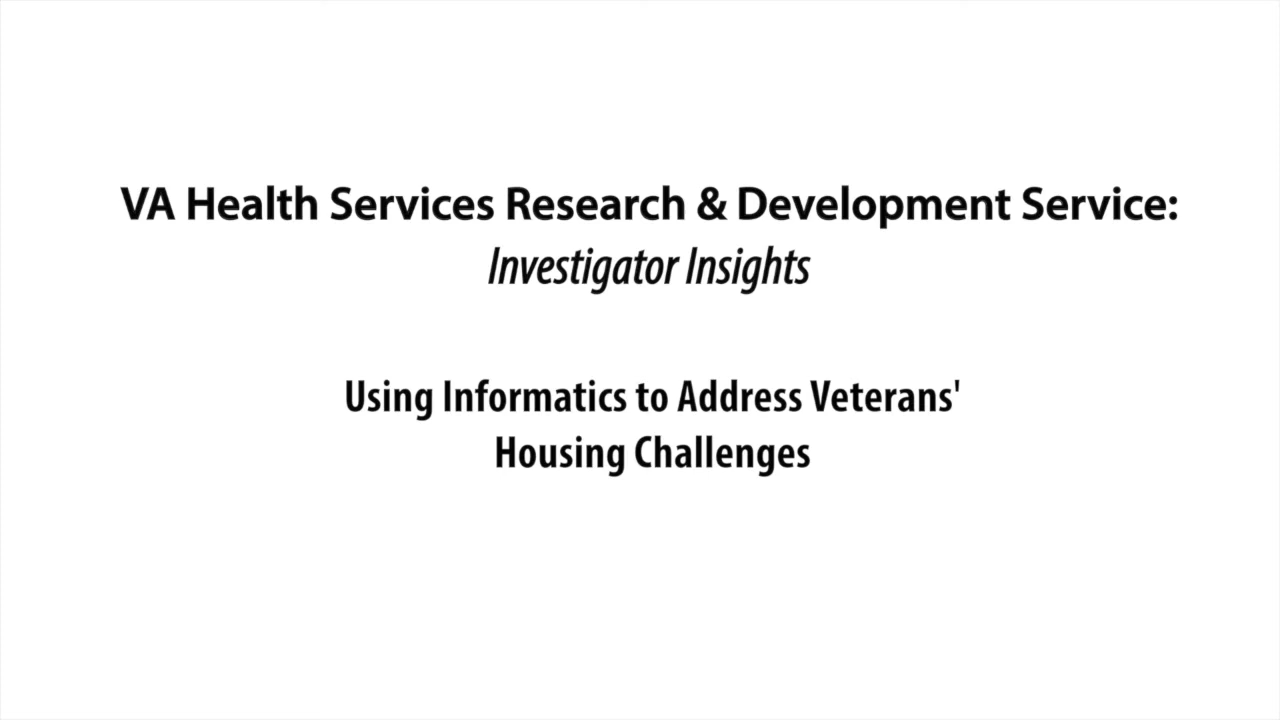 VA Health Services Research & Development Service:
Investigator Insights
Using Informatics to Address Veterans'
Housing Challenges